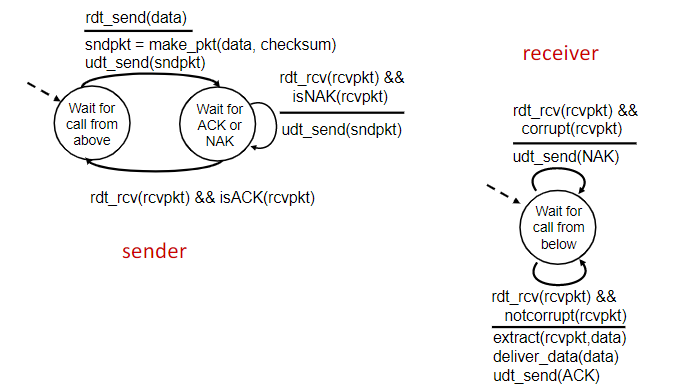 rdt_send(data)
sndpkt = make_pkt(data, checksum)
udt_send(sndpkt)
Wait for
call from
above
Wait for
ACK or
NAK
rdt_rcv(rcvpkt) &&
isNAK(rcvpkt)
udt_send(sndpkt)
rdt_rcv(rcvpkt) && isACK(rcvpkt)
sender
receiver
rdt_rcv(rcvpkt) &&
corrupt(rcvpkt)
udt_send(NAK)
Wait for
call from
below
rdt_rcv(rcvpkt) &&
notcorrupt(rcvpkt)
extract(rcvpkt,data)
deliver_data(data)
udt_send(ACK)